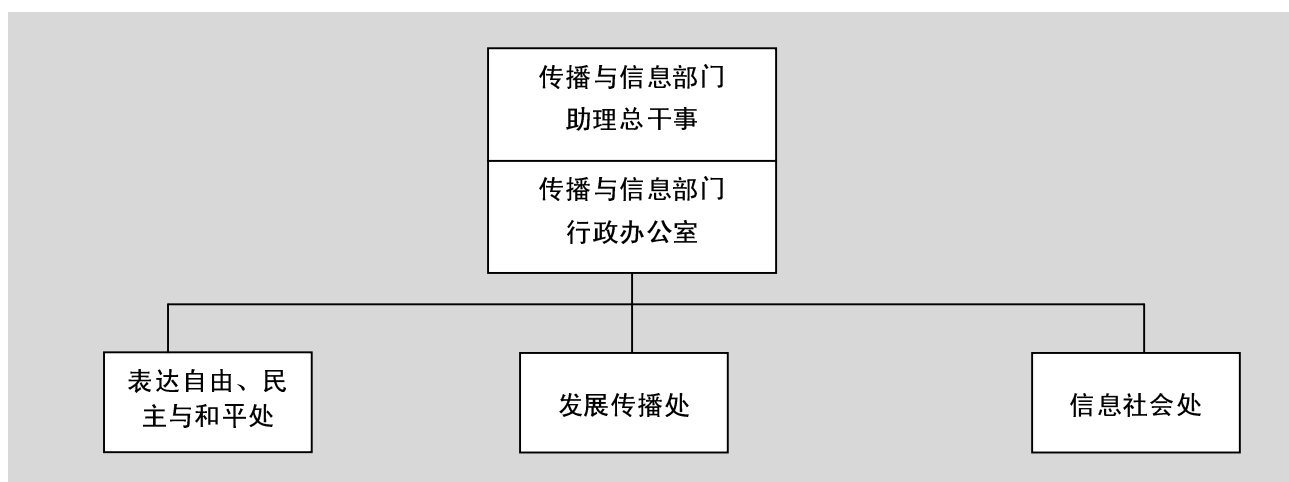 传播与信息部门
助理总干事
传播与信息部门
行政办公室
表达自由、民
主与和平处
发展传播处
信息社会处